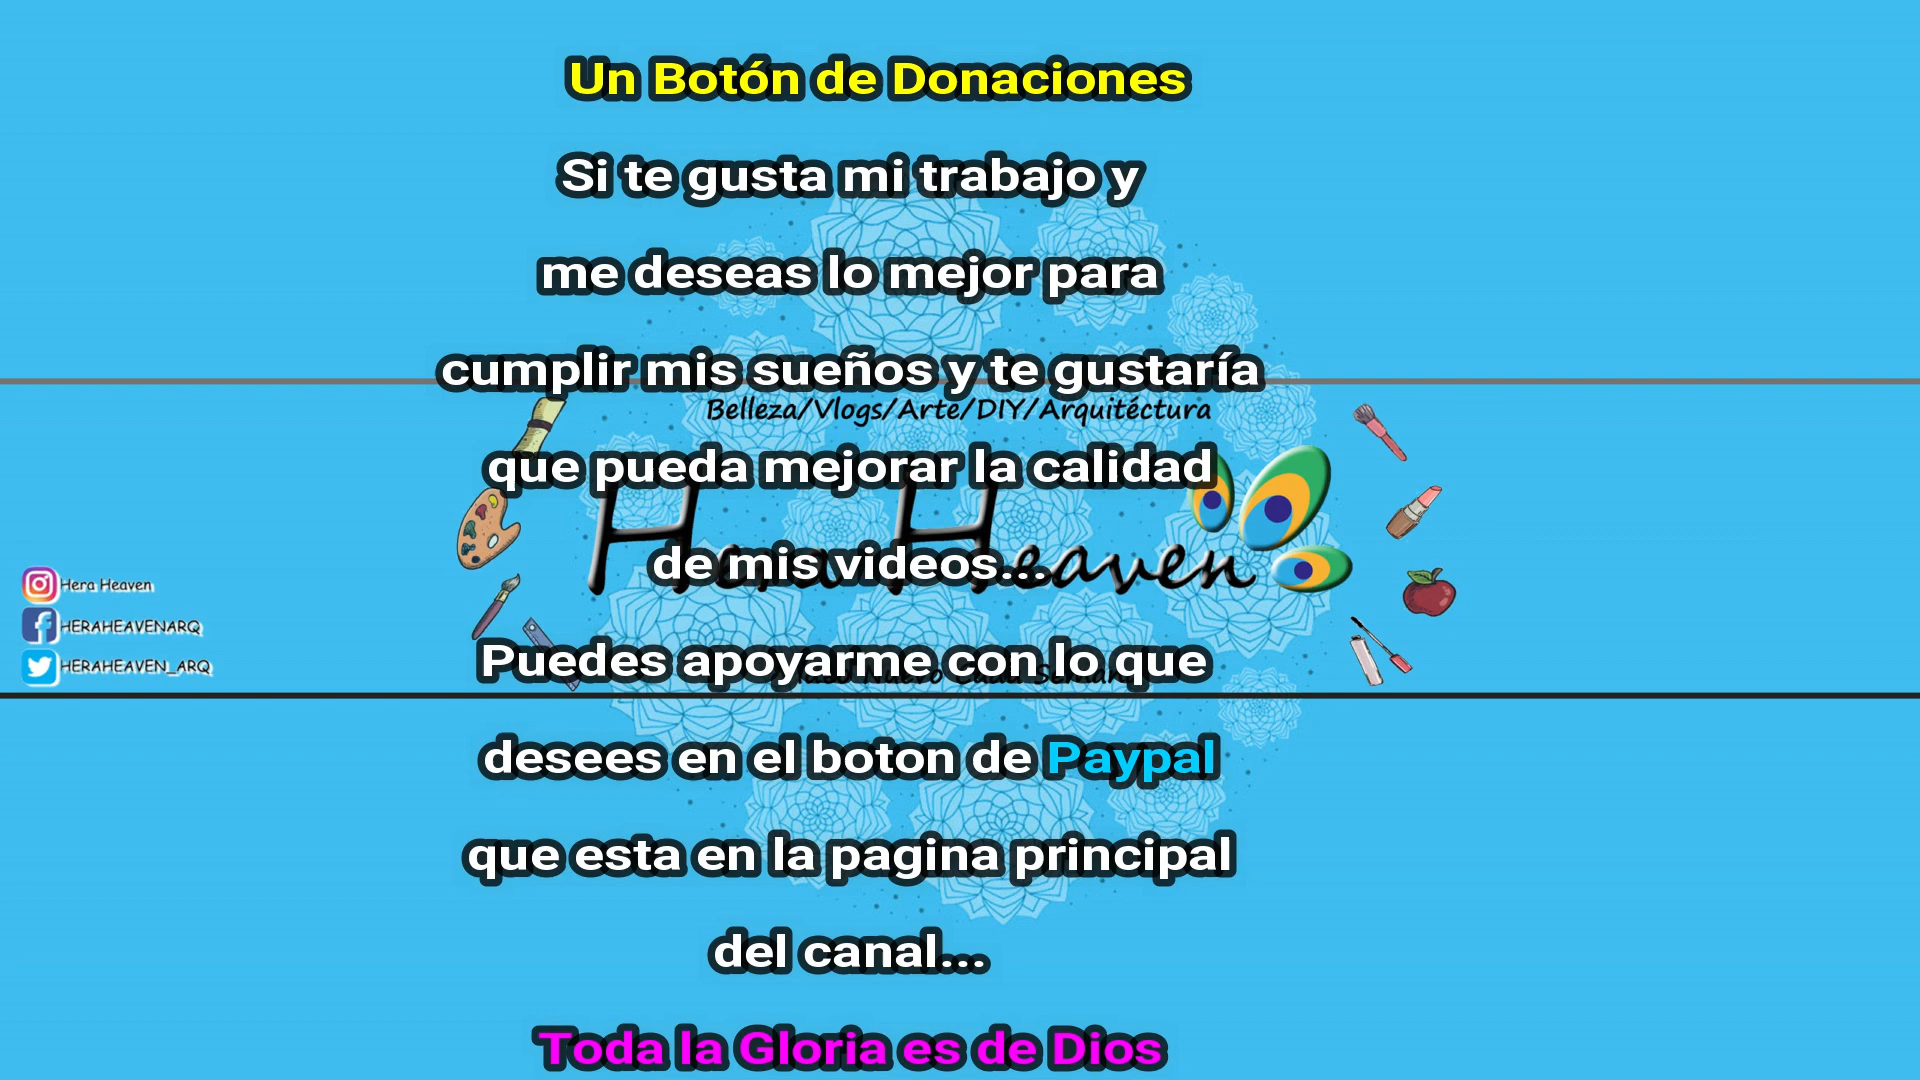 Un Botón de Donaciones
Si te gusta mi trabajo y
me deseas lo mejor para
cumplir mis sueños y te gustaría
Belleza/Vlogs/Arte/DIY/Arquitéctura
que pueda mejorar la calidad
Hera Heaven
de mis videos...
Hera Heaven
HERAHEAVENARQ
HERAHEAVEN_ARQ
Puedes apoyarme con lo que
desees en el boton de Paypal
que esta en la pagina principal
del canal...
Toda la Gloria es de Dios